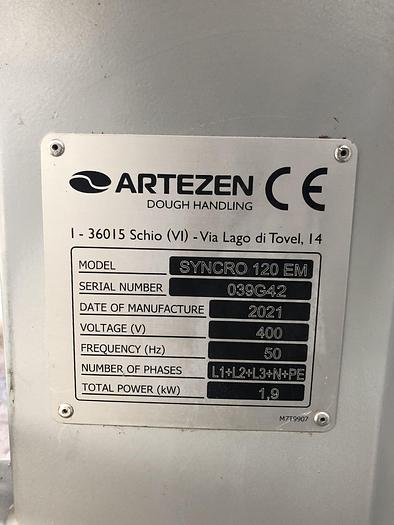 ARTEZEN CE
DOUGH HANDLING
I - 36015 Schio (VI) - Via Lago di Tovel, 14
MODEL SYNCRO 120 EM
SERIAL NUMBER 039G42
DATE OF MANUFACTURE 2021
VOLTAGE (V) 400
FREQUENCY (Hz) 50
NUMBER OF PHASES L1+L2+L3+N+PE
TOTAL POWER (kW) 1,9
M7T9907